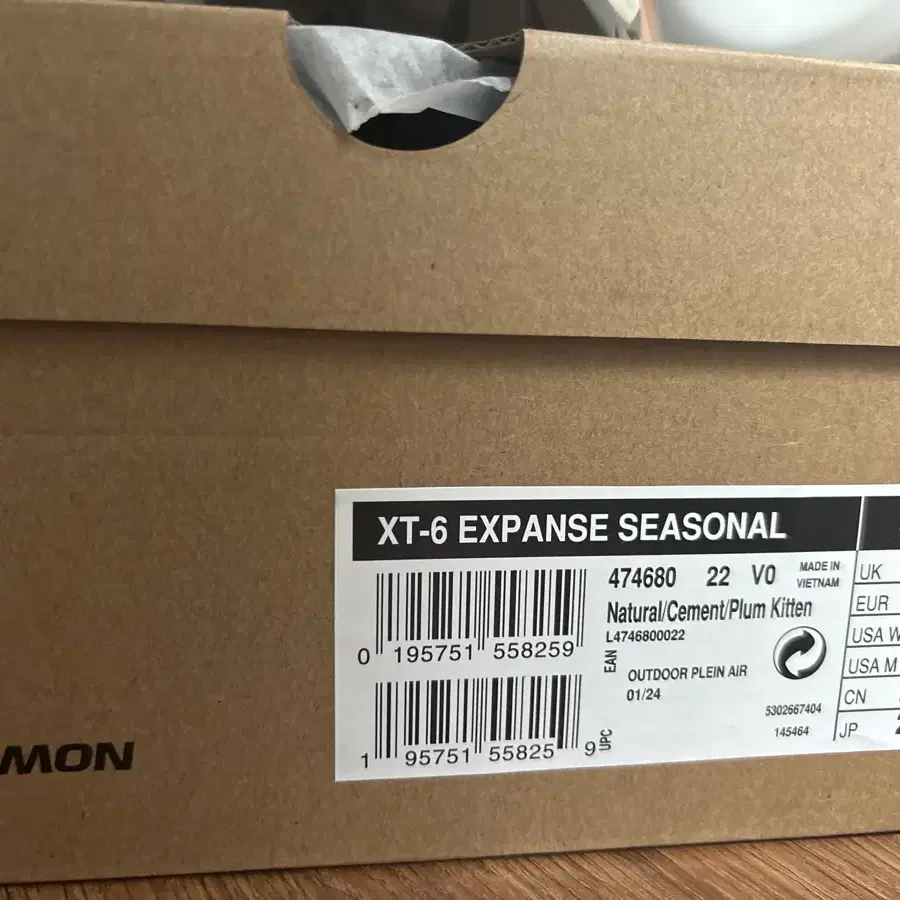 XT-6 EXPANSE SEASONAL
474680 22 V0 MADE IN VIETNAM
Natural/Cement/Plum Kitten
L4746800022
0 195751 558259 EAN
OUTDOOR PLEIN AIR
01/24
5302667404
145464
1 95751 55825 9 UPC
UK
EUR
USA W
USA M
CN
JP
MON